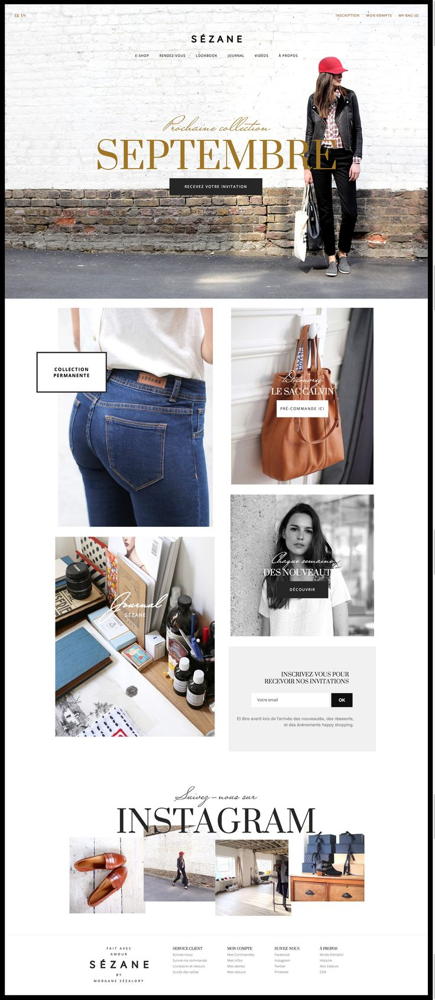 FR EN
INSCRIPTION MON COMPTE MY BAG (0)
SÉZANE
E-SHOP RENDEZ-VOUS LOOKBOOK JOURNAL VIDÉOS À PROPOS
Prochaine collection
SEPTEMBRE
RECEVEZ VOTRE INVITATION
COLLECTION
PERMANENTE
SÉZANE
Découvrez
LE SAC CALVIN
PRÉ-COMMANDE ICI
Chaque semaine
DES NOUVEAUT
DÉCOUVRIR
Canon
Journal
SÉZANE
INSCRIVEZ-VOUS POUR
RECEVOIR NOS INVITATIONS
Votre email
OK
Et être averti lors de l'arrivée des nouveautés, des réassorts,
et des événements happy shopping.
Suivez-nous sur
INSTAGRAM
FAIT AVEC
AMOUR
SÉZANE
BY
MORGANE SÉZALORY
SERVICE CLIENT
Ecrivez-nous
Suivre ma commande
Livraisons et retours
Guide des tailles
MON COMPTE
Mes Commandes
Mes infos
Mes alertes
Mes retours
SUIVEZ-NOUS
Facebook
Instagram
Twitter
Pinterest
À PROPOS
Mode d'emploi
Histoire
Nos Valeurs
CGV